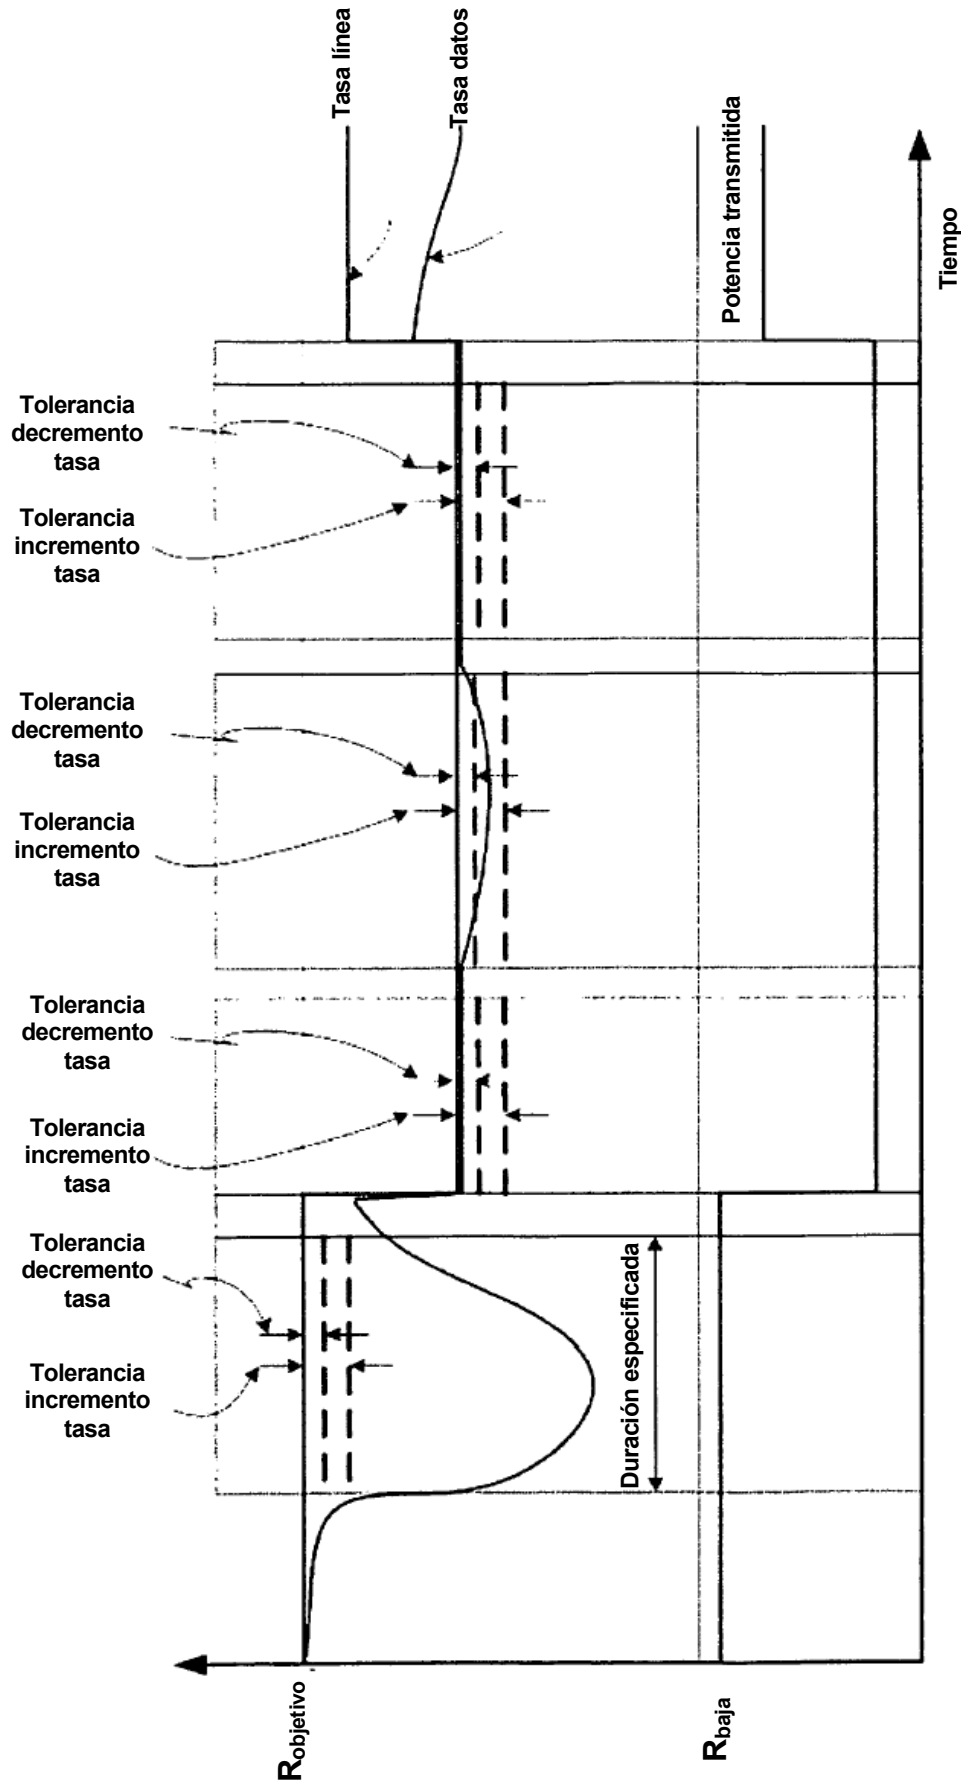 Tasa línea
Tasa datos
Potencia transmitida
Tiempo
Tolerancia
decremento
tasa
Tolerancia
incremento
tasa
Tolerancia
decremento
tasa
Tolerancia
incremento
tasa
Tolerancia
decremento
tasa
Tolerancia
incremento
tasa
Tolerancia
decremento
tasa
Tolerancia
incremento
tasa
Duración especificada
Robjetivo
Rbaja